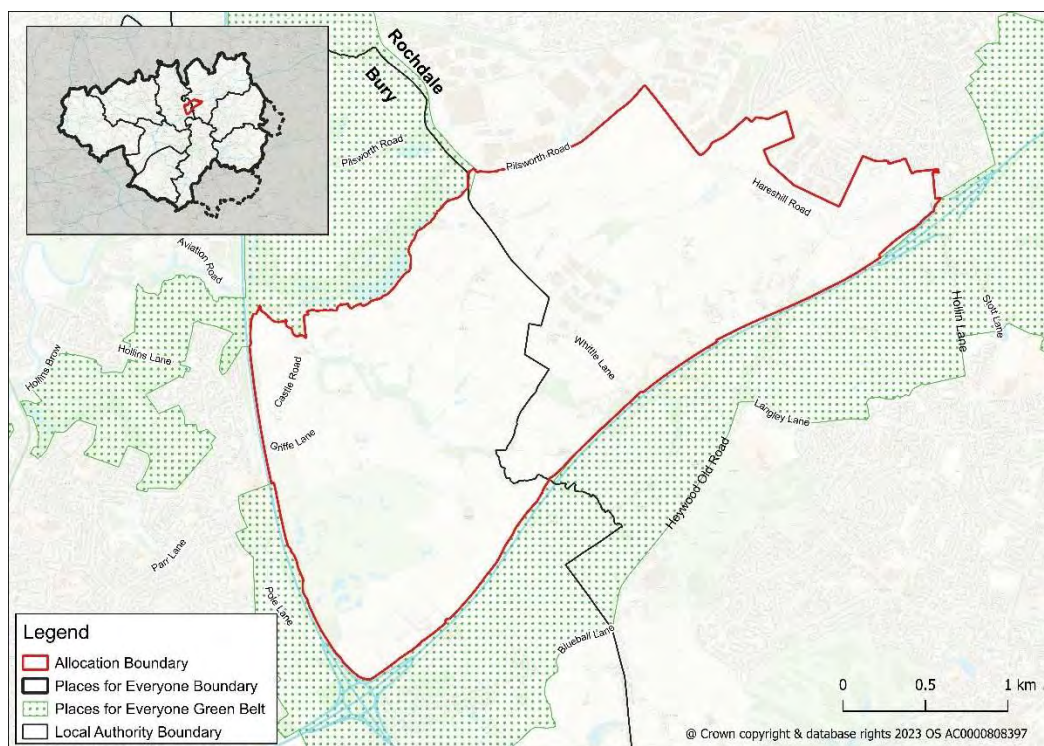 Rochdale
Bury
Pilsworth Road
Pilsworth Road
Hareshill Road
Aviation Road
Hollins Lane
Hollins Brow
Castle Road
Griffe Lane
Whittle Lane
Hollin Lane
Stott Lane
Langley Lane
Heywood Old Road
Parr Lane
Pole Lane
Blueball Lane
Legend
Allocation Boundary
Places for Everyone Boundary
Places for Everyone Green Belt
Local Authority Boundary
0 0.5 1 km
@ Crown copyright & database rights 2023 OS AC0000808397